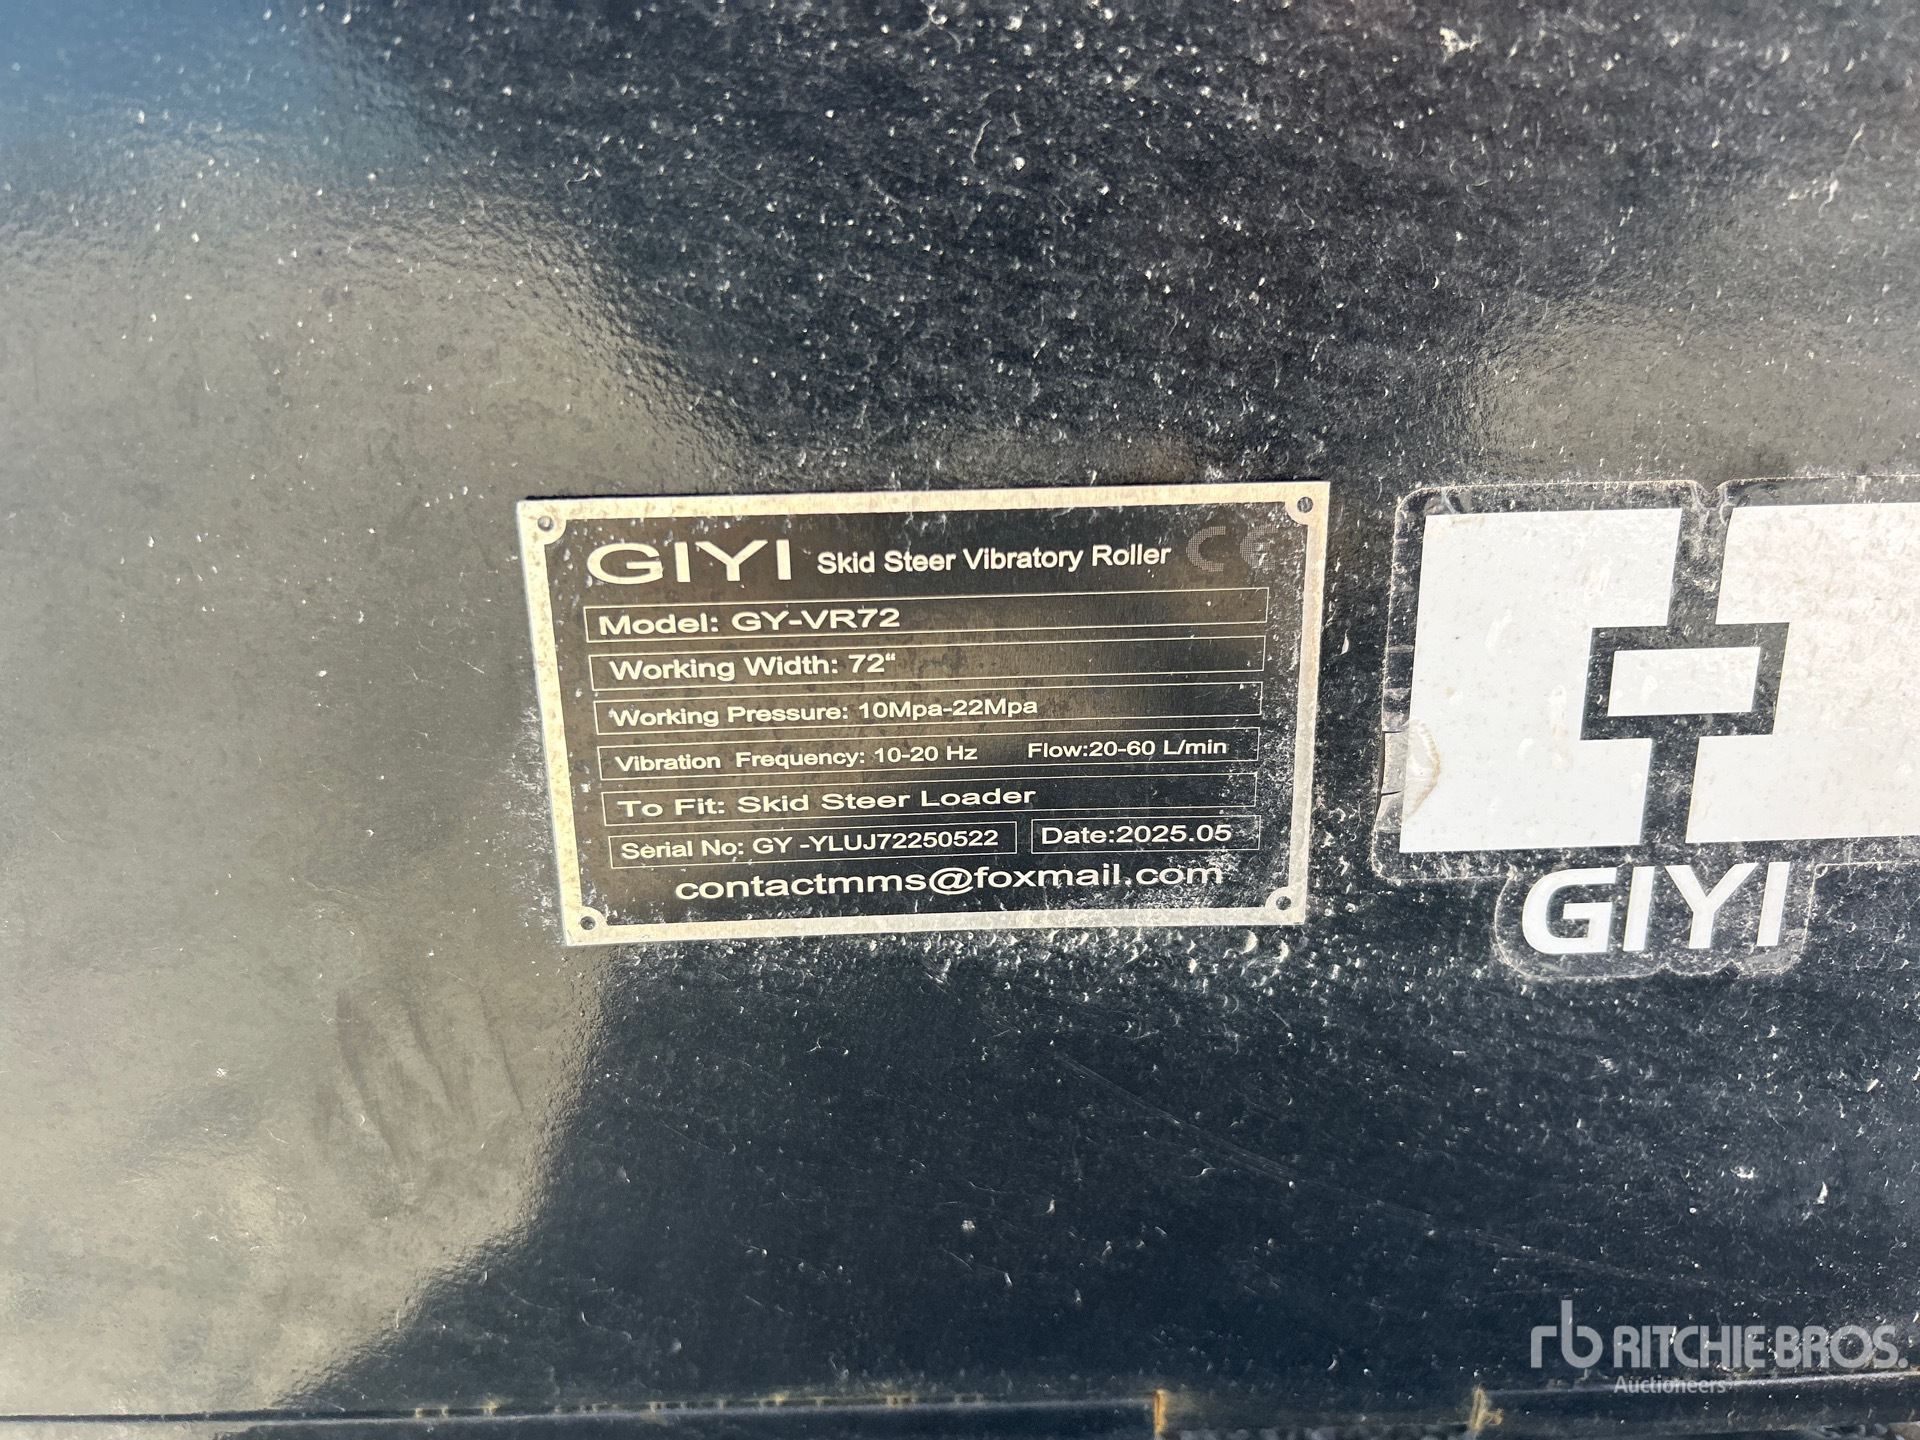 GIYI Skid Steer Vibratory Roller CE
Model: GY-VR72
Working Width: 72“
Working Pressure: 10Mpa-22Mpa
Vibration Frequency: 10-20 Hz Flow:20-60 L/min
To Fit: Skid Steer Loader
Serial No: GY -YLUJ72250522 Date:2025.05
contactmms@foxmail.com
GIYI
rb RITCHIE BROS.
Auctioneers